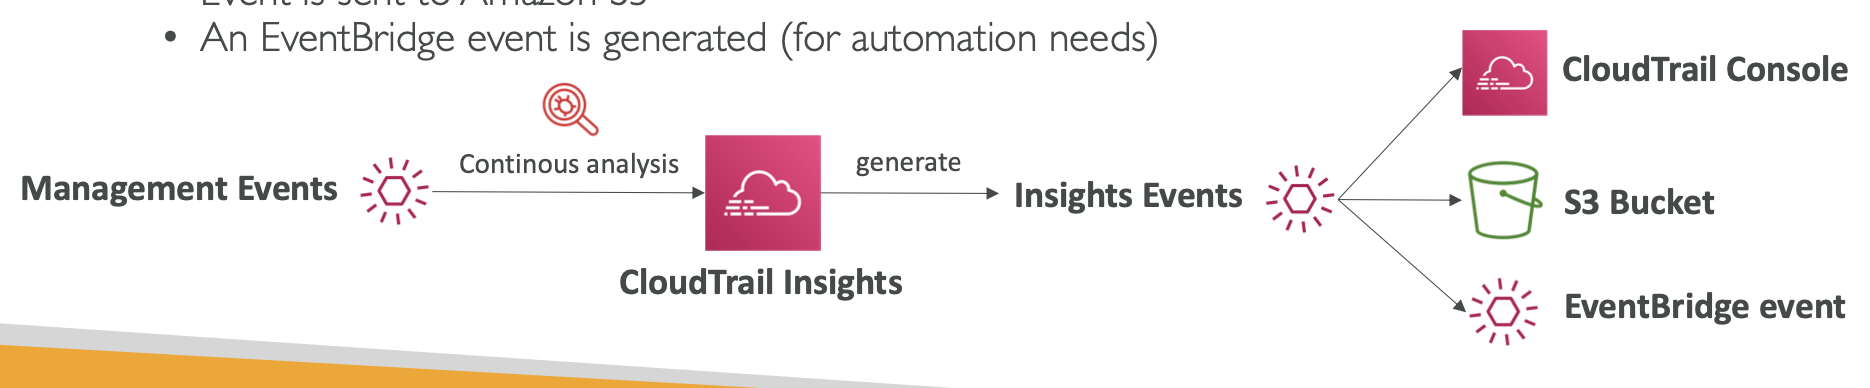 Event is sent to Amazon S3
• An EventBridge event is generated (for automation needs)
CloudTrail Console
Continous analysis
generate
Management Events
Insights Events
S3 Bucket
CloudTrail Insights
EventBridge event